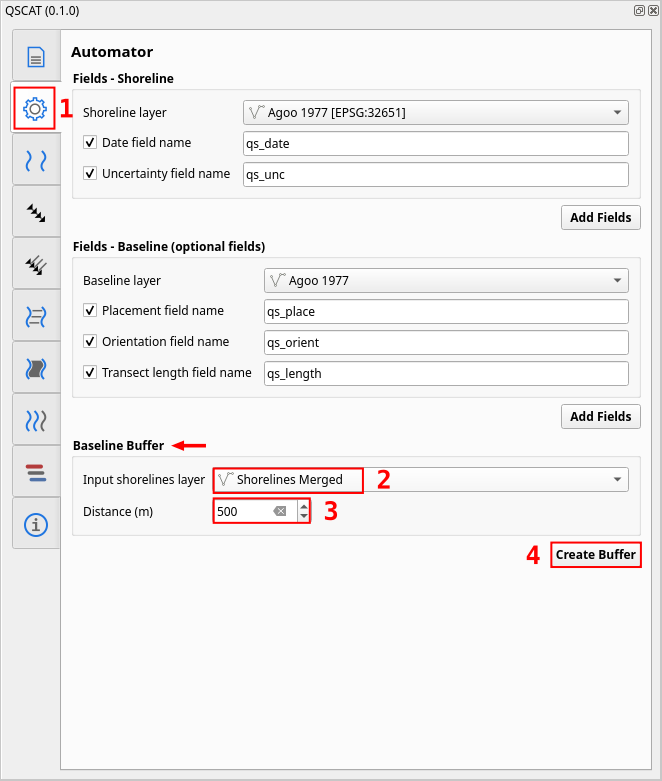 QSCAT (0.1.0)
Automator
Fields - Shoreline
1
Shoreline layer Agoo 1977 [EPSG:32651]
Date field name qs_date
Uncertainty field name qs_unc
Add Fields
Fields - Baseline (optional fields)
Baseline layer Agoo 1977
Placement field name qs_place
Orientation field name qs_orient
Transect length field name qs_length
Add Fields
Baseline Buffer
Input shorelines layer Shorelines Merged 2
Distance (m) 500 3
4 Create Buffer